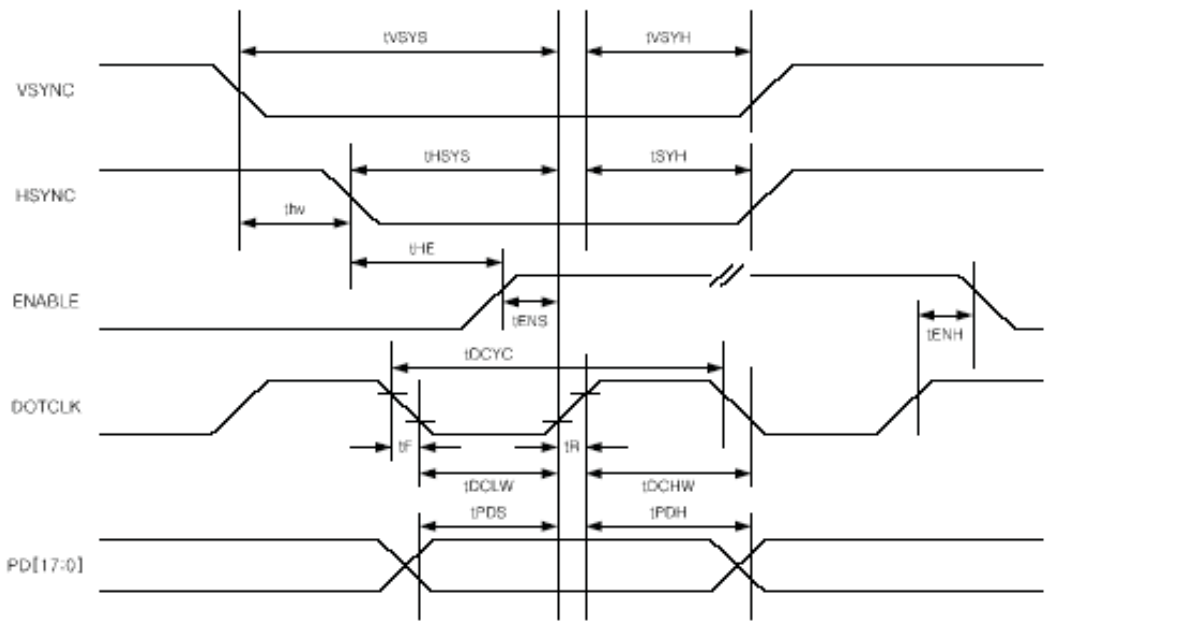 tVSYS tVSYH
VSYNC
tHSYS tSYH
HSYNC
thv
tHE
ENABLE
tENS
tENH
tDCYC
DOTCLK
tF tR
tDCLW tDCHW
tPDS tPDH
PD[17:0]